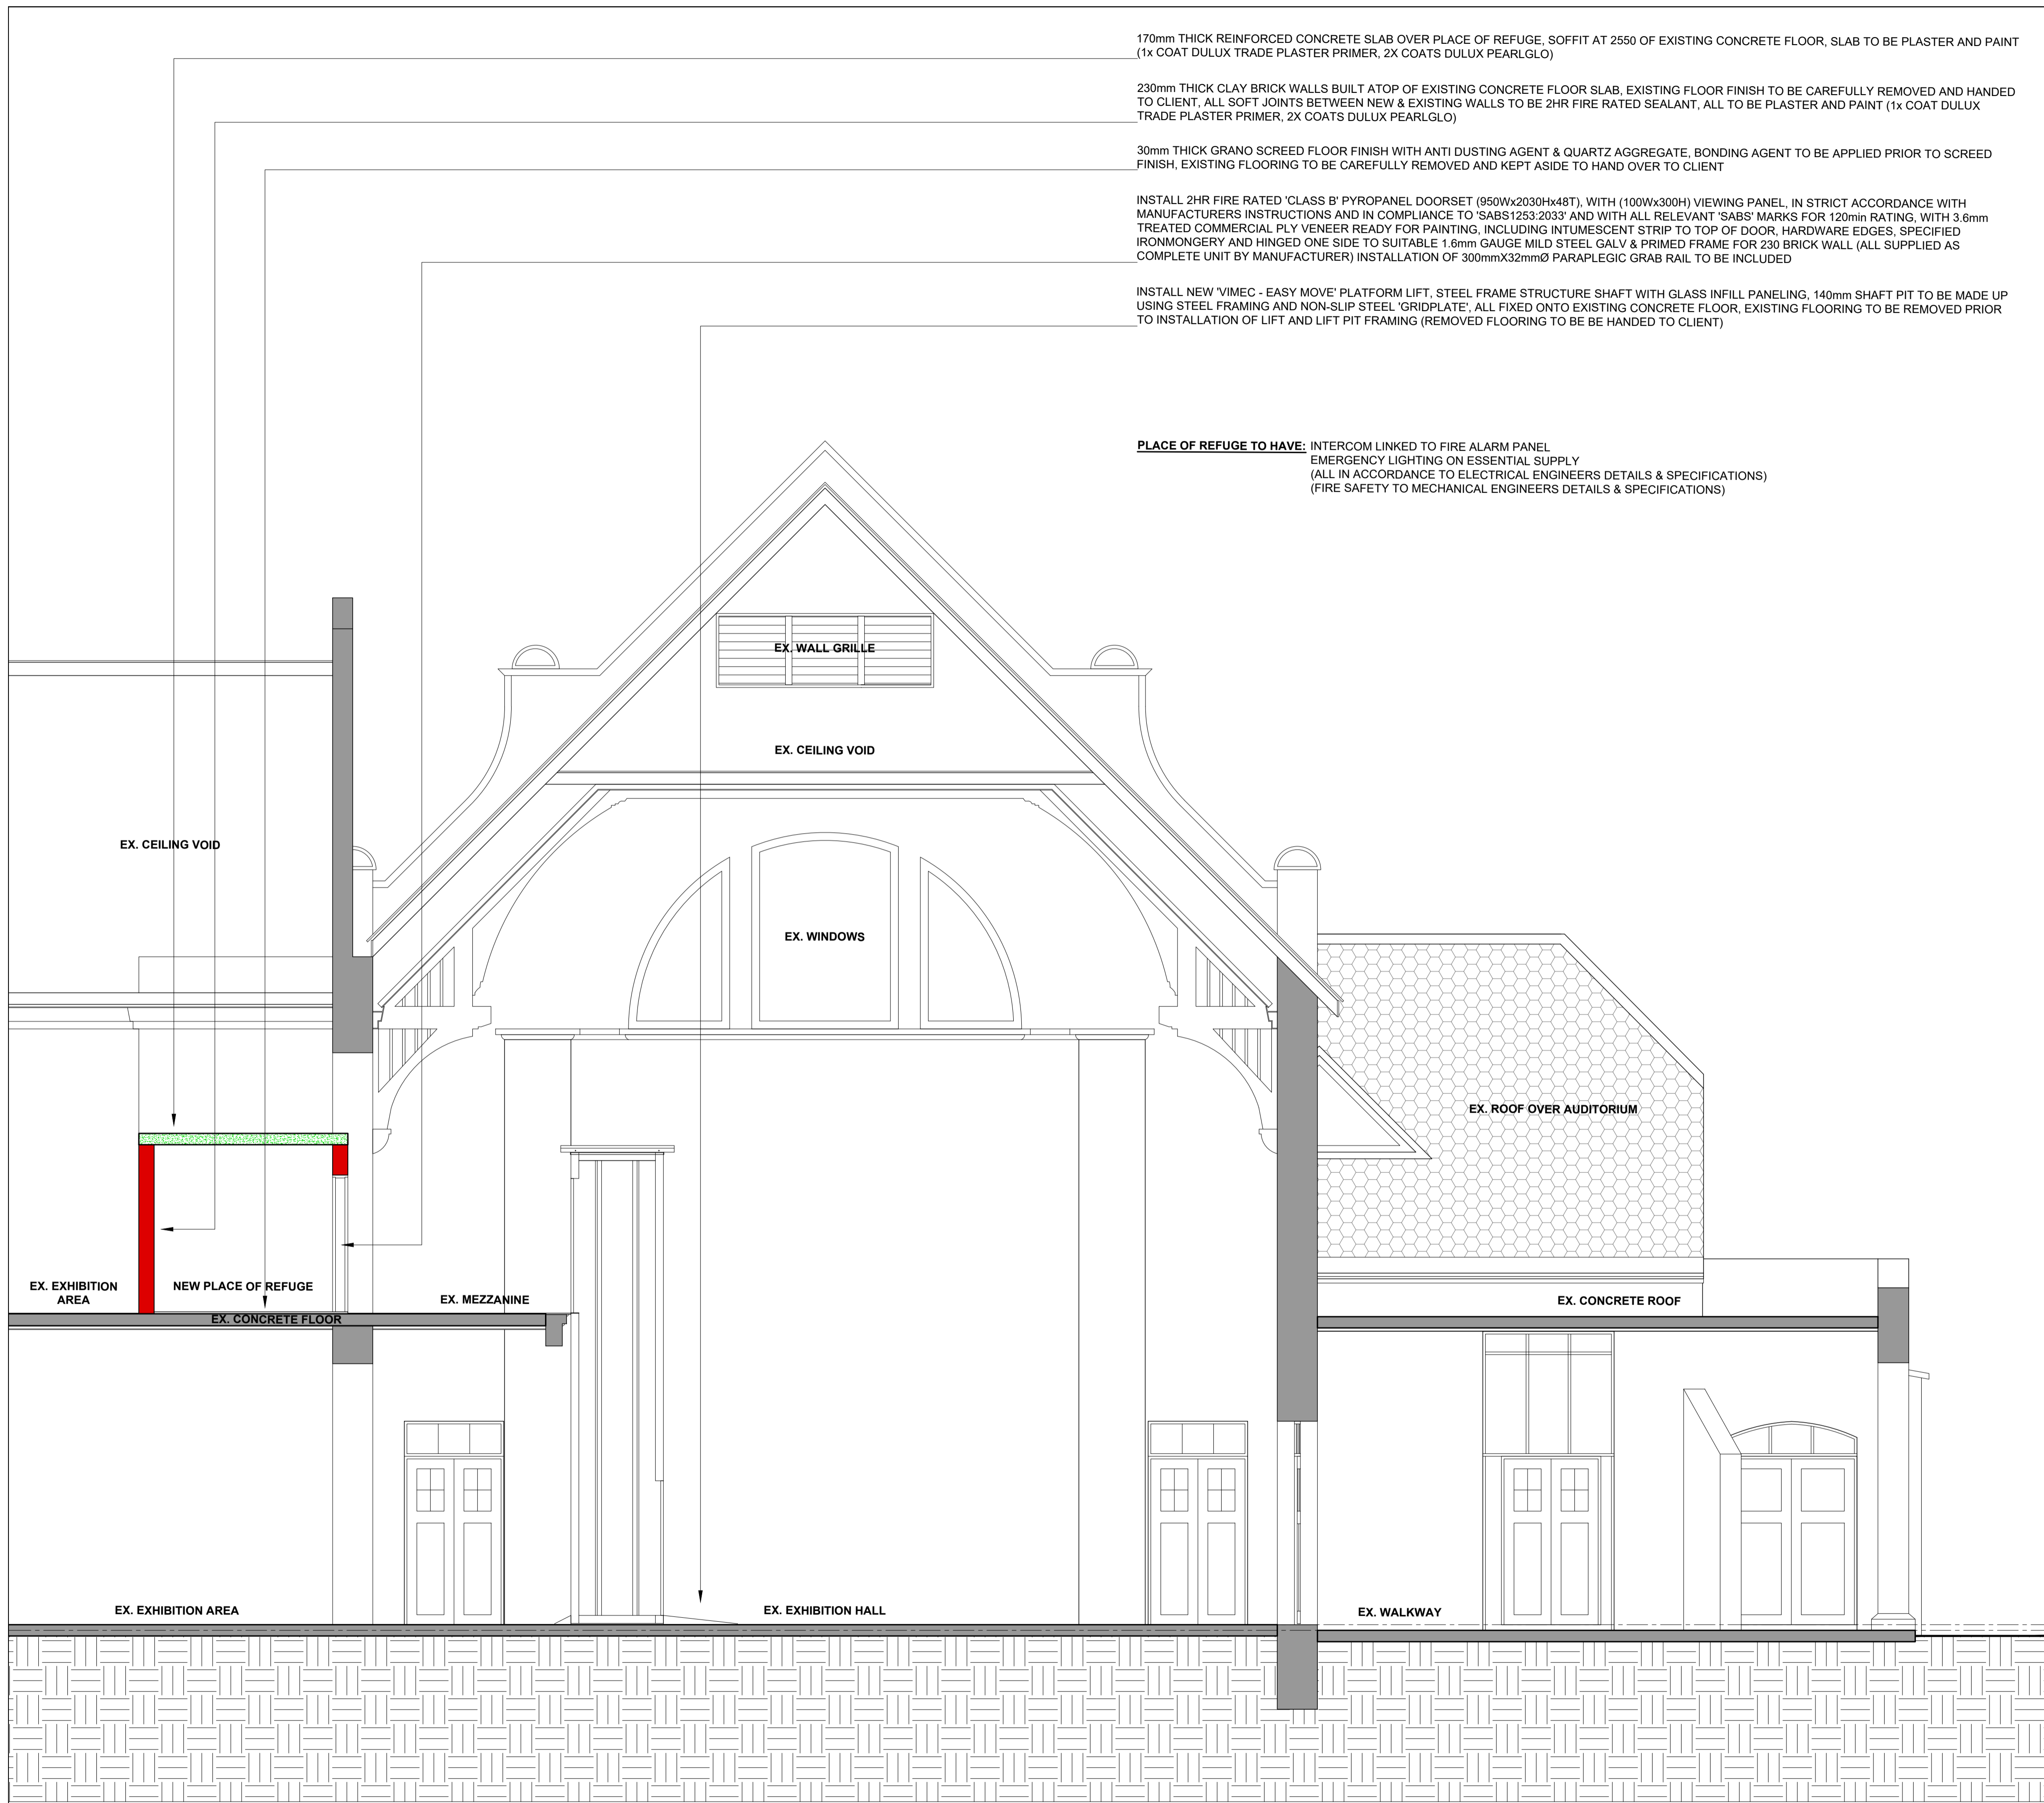 170mm THICK REINFORCED CONCRETE SLAB OVER PLACE OF REFUGE, SOFFIT AT 2550 OF EXISTING CONCRETE FLOOR, SLAB TO BE PLASTER AND PAINT
(1x COAT DULUX TRADE PLASTER PRIMER, 2X COATS DULUX PEARLGLO)
230mm THICK CLAY BRICK WALLS BUILT ATOP OF EXISTING CONCRETE FLOOR SLAB, EXISTING FLOOR FINISH TO BE CAREFULLY REMOVED AND HANDED
TO CLIENT, ALL SOFT JOINTS BETWEEN NEW & EXISTING WALLS TO BE 2HR FIRE RATED SEALANT, ALL TO BE PLASTER AND PAINT (1x COAT DULUX
TRADE PLASTER PRIMER, 2X COATS DULUX PEARLGLO)
30mm THICK GRANO SCREED FLOOR FINISH WITH ANTI DUSTING AGENT & QUARTZ AGGREGATE, BONDING AGENT TO BE APPLIED PRIOR TO SCREED
FINISH, EXISTING FLOORING TO BE CAREFULLY REMOVED AND KEPT ASIDE TO HAND OVER TO CLIENT
INSTALL 2HR FIRE RATED 'CLASS B' PYROPANEL DOORSET (950Wx2030Hx48T), WITH (100Wx300H) VIEWING PANEL, IN STRICT ACCORDANCE WITH
MANUFACTURERS INSTRUCTIONS AND IN COMPLIANCE TO 'SABS1253:2033' AND WITH ALL RELEVANT 'SABS' MARKS FOR 120min RATING, WITH 3.6mm
TREATED COMMERCIAL PLY VENEER READY FOR PAINTING, INCLUDING INTUMESCENT STRIP TO TOP OF DOOR, HARDWARE EDGES, SPECIFIED
IRONMONGERY AND HINGED ONE SIDE TO SUITABLE 1.6mm GAUGE MILD STEEL GALV & PRIMED FRAME FOR 230 BRICK WALL (ALL SUPPLIED AS
COMPLETE UNIT BY MANUFACTURER) INSTALLATION OF 300mmX32mmØ PARAPLEGIC GRAB RAIL TO BE INCLUDED
INSTALL NEW 'VIMEC - EASY MOVE' PLATFORM LIFT, STEEL FRAME STRUCTURE SHAFT WITH GLASS INFILL PANELING, 140mm SHAFT PIT TO BE MADE UP
USING STEEL FRAMING AND NON-SLIP STEEL 'GRIDPLATE', ALL FIXED ONTO EXISTING CONCRETE FLOOR, EXISTING FLOORING TO BE REMOVED PRIOR
TO INSTALLATION OF LIFT AND LIFT PIT FRAMING (REMOVED FLOORING TO BE BE HANDED TO CLIENT)
PLACE OF REFUGE TO HAVE: INTERCOM LINKED TO FIRE ALARM PANEL
EMERGENCY LIGHTING ON ESSENTIAL SUPPLY
(ALL IN ACCORDANCE TO ELECTRICAL ENGINEERS DETAILS & SPECIFICATIONS)
(FIRE SAFETY TO MECHANICAL ENGINEERS DETAILS & SPECIFICATIONS)
EX. WALL GRILLE
EX. CEILING VOID
EX. CEILING VOID
EX. WINDOWS
EX. ROOF OVER AUDITORIUM
EX. EXHIBITION
AREA
NEW PLACE OF REFUGE
EX. MEZZANINE
EX. CONCRETE ROOF
EX. CONCRETE FLOOR
EX. EXHIBITION AREA
EX. EXHIBITION HALL
EX. WALKWAY